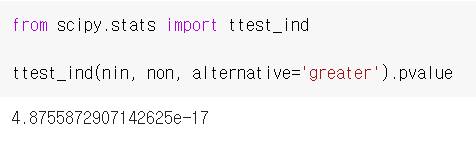 from scipy.stats import ttest_ind
ttest_ind(nin, non, alternative='greater').pvalue
4.8755872907142625e-17